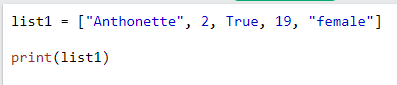 list1 = ["Anthonette", 2, True, 19, "female"]
print(list1)